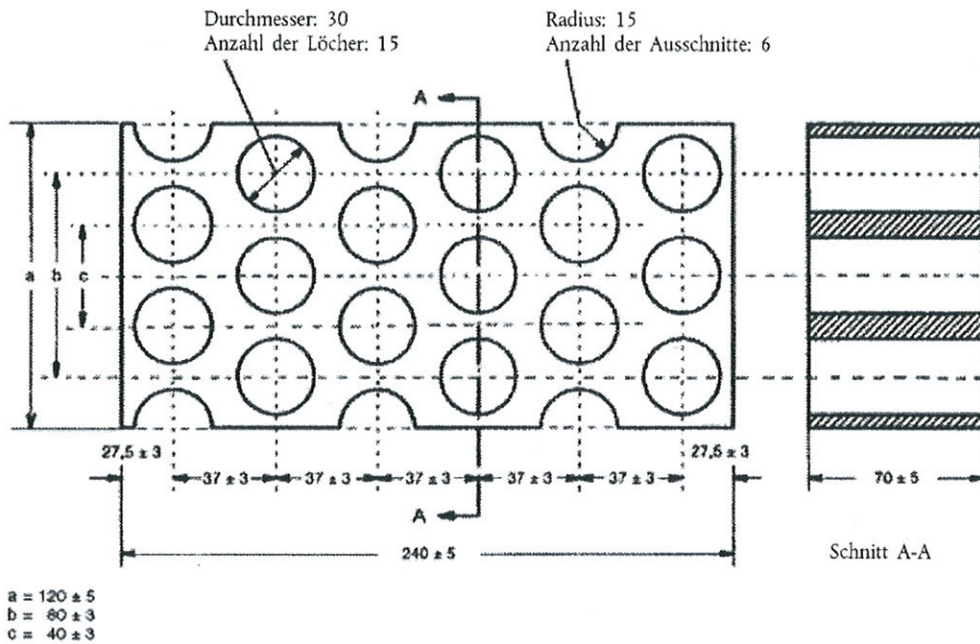 Durchmesser: 30
Anzahl der Löcher: 15
Radius: 15
Anzahl der Ausschnitte: 6
A
a
b
c
27,5 ± 3
27,5 ± 3
37 ± 3
37 ± 3
37 ± 3
37 ± 3
37 ± 3
70 ± 5
A
240 ± 5
Schnitt A-A
a = 120 ± 5
b = 80 ± 3
c = 40 ± 3